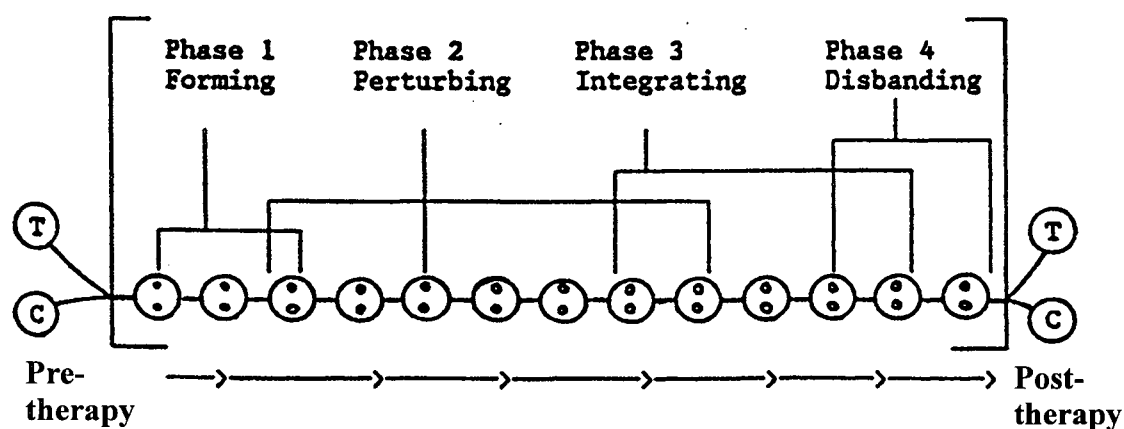 Phase 1
Forming
Phase 2
Perturbing
Phase 3
Integrating
Phase 4
Disbanding
T
C
T
C
Pre-
therapy
Post-
therapy